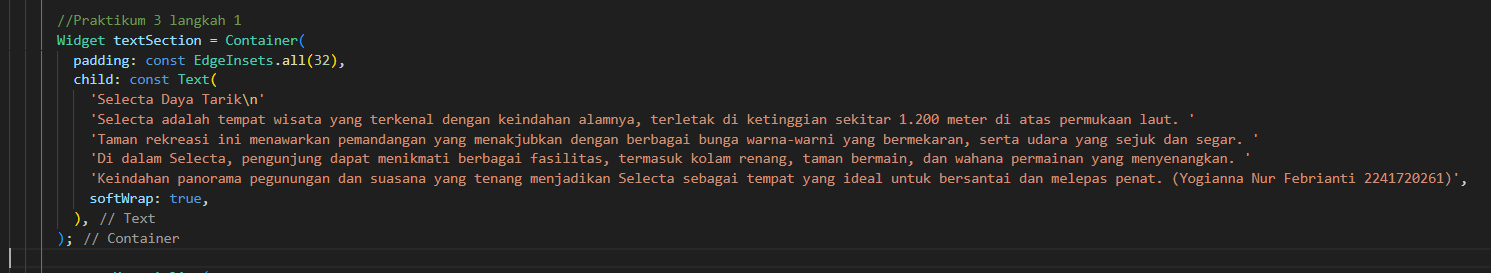 //Praktikum 3 langkah 1
Widget textSection = Container(
padding: const EdgeInsets.all(32),
child: const Text(
'Selecta Daya Tarik\n'
'Selecta adalah tempat wisata yang terkenal dengan keindahan alamnya, terletak di ketinggian sekitar 1.200 meter di atas permukaan laut. '
'Taman rekreasi ini menawarkan pemandangan yang menakjubkan dengan berbagai bunga warna-warni yang bermekaran, serta udara yang sejuk dan segar. '
'Di dalam Selecta, pengunjung dapat menikmati berbagai fasilitas, termasuk kolam renang, taman bermain, dan wahana permainan yang menyenangkan. '
'Keindahan panorama pegunungan dan suasana yang tenang menjadikan Selecta sebagai tempat yang ideal untuk bersantai dan melepas penat. (Yogianna Nur Febrianti 2241720261)',
softWrap: true,
), // Text
); // Container